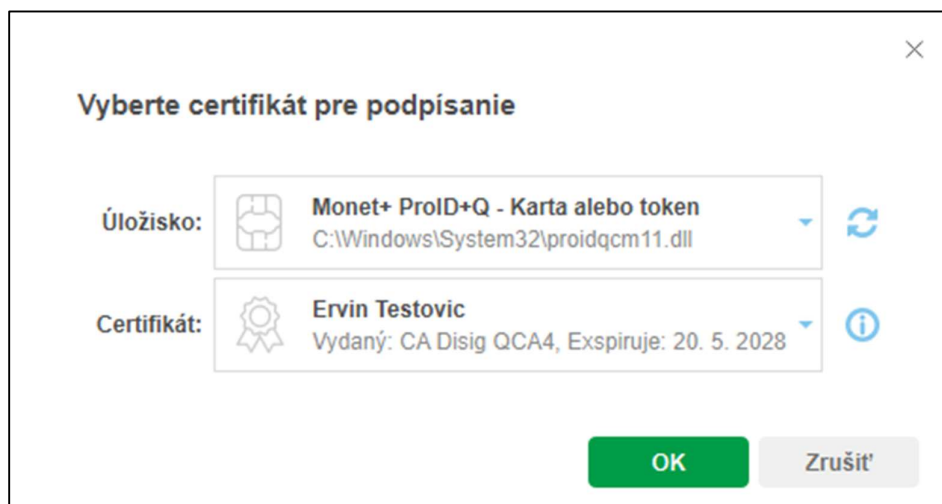 Vyberte certifikát pre podpísanie
Úložisko:
Monet+ ProID+Q - Karta alebo token
C:\Windows\System32\proidqcm11.dll
Certifikát:
Ervin Testovic
Vydaný: CA Disig QCA4, Exspiruje: 20. 5. 2028
OK Zrušiť